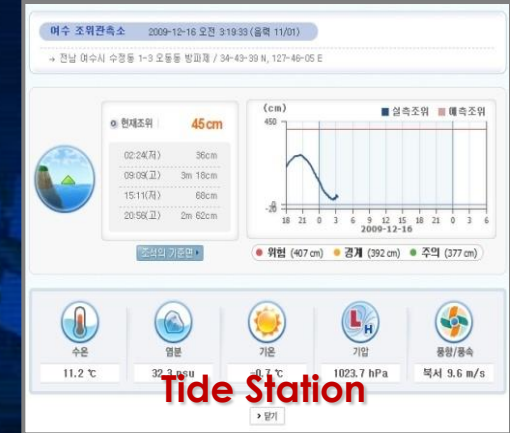 여수 조위관측소 2009-12-16 오전 3:19:33 (음력 11/01)
→ 전남 여수시 수정동 1-3 오동동 방파제 / 34-43-39 N, 127-46-05 E
현재조위 45 cm
02:24(저) 36cm
09:09(고) 3m 18cm
15:11(저) 68cm
20:56(고) 2m 62cm
조석의 기준면
(cm)
실측조위 예측조위
450
0
-20
18 21 0 3 6 9 12 15 18 21 0 3 6
2009-12-16
위험 (407 cm) 경계 (392 cm) 주의 (377 cm)
L H
수온 염분 기온 기압 풍향/풍속
11.2 ℃ 32.3 psu -0.7 ℃ 1023.7 hPa 북서 9.6 m/s
Tide Station
닫기